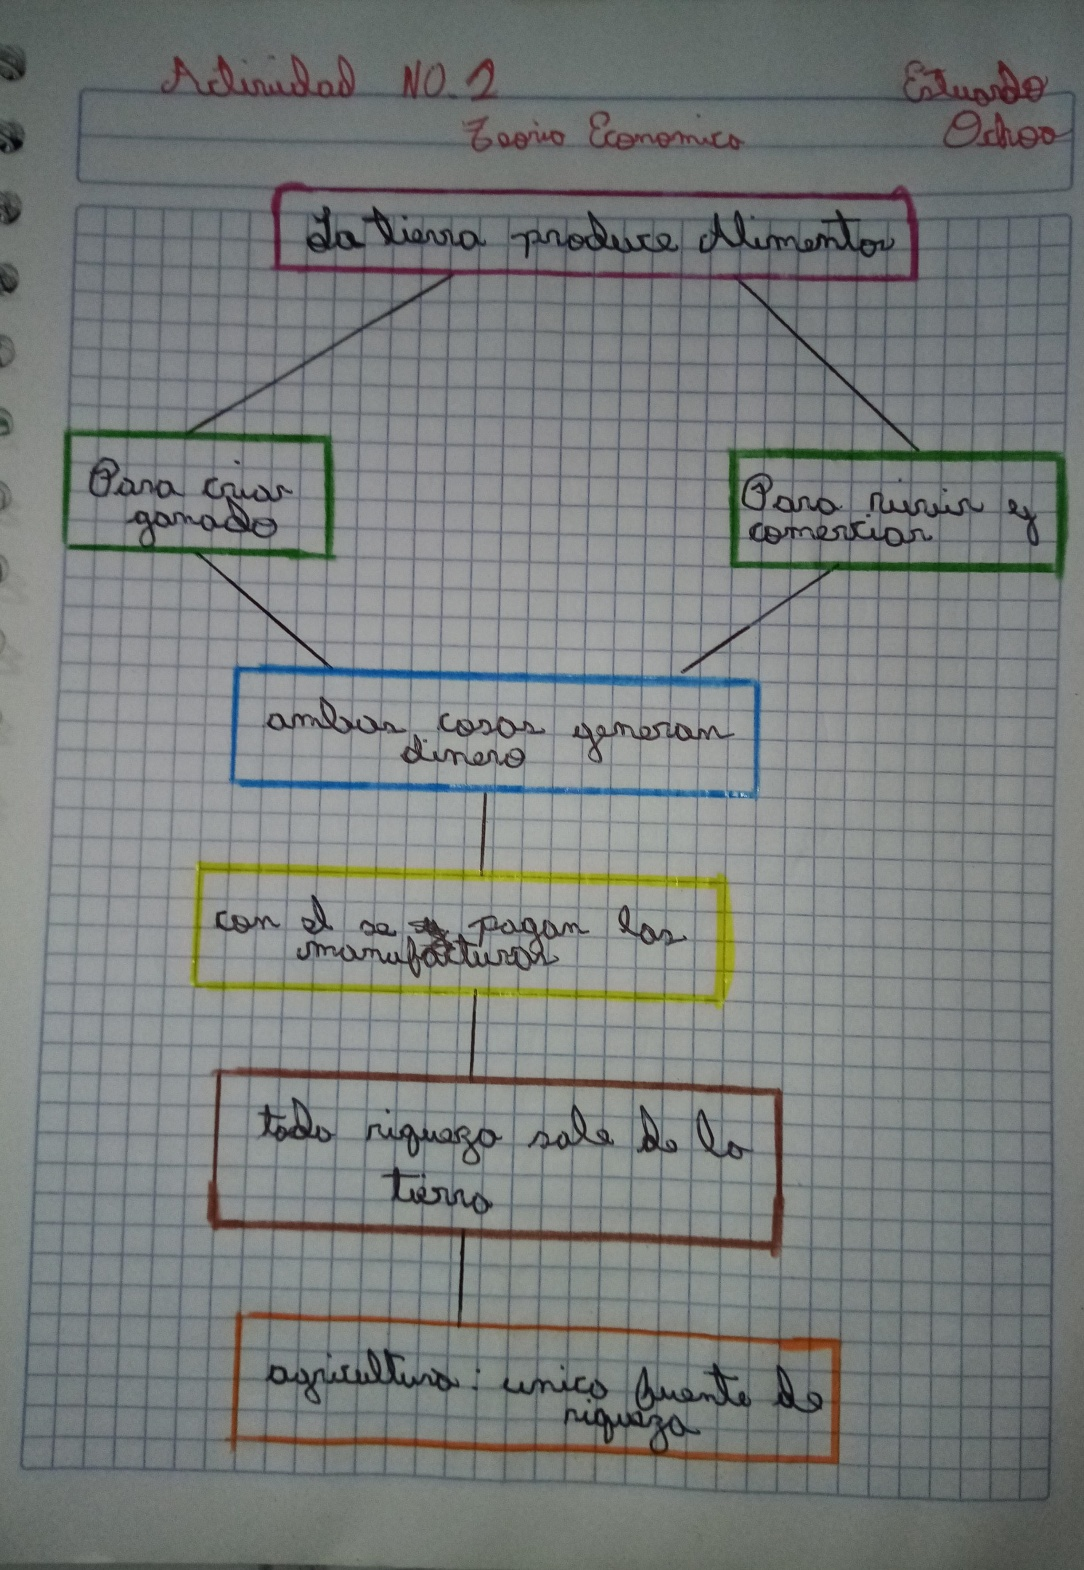 Actividad NO. 2
Estuardo
Teoria Economica
Ochoa
La tierra produce Alimentos
Para criar
ganado
Para vivir y
comerciar
ambas cosas generan
dinero
con el se pagan las
manufacturas
toda riqueza sale de la
tierra
agricultura: unica fuente de
riqueza